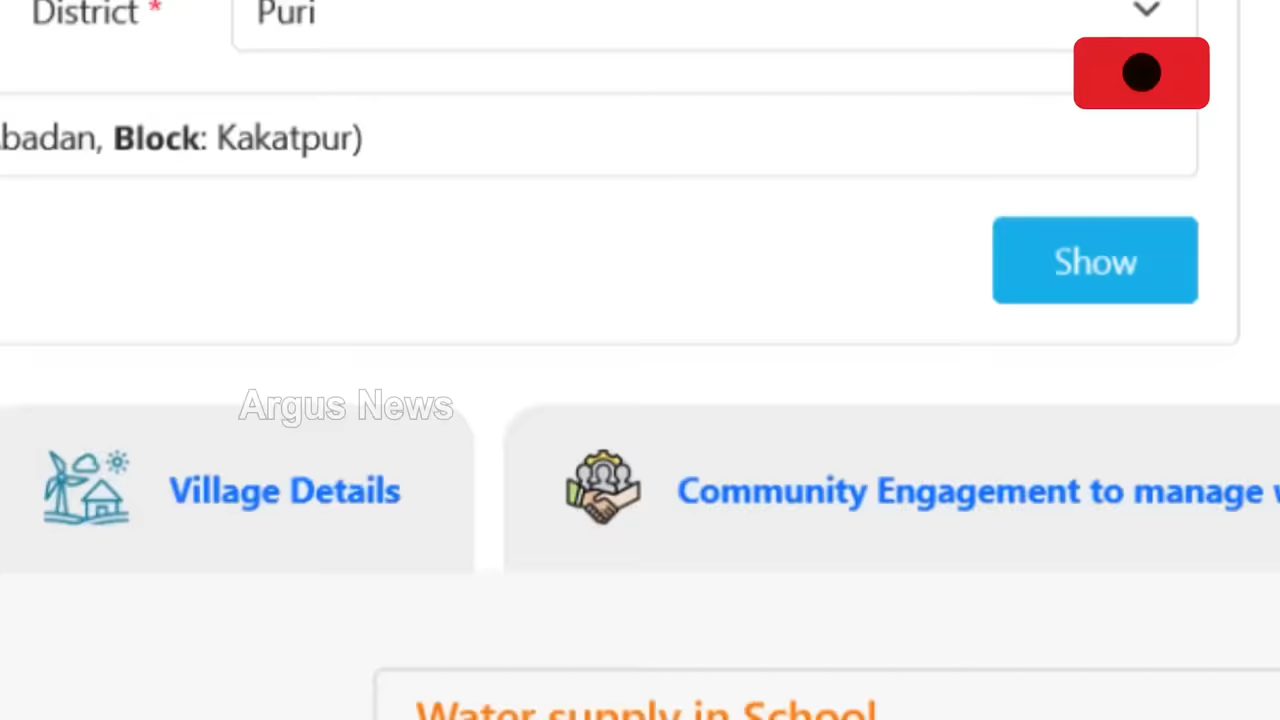 District *
Puri
badan, Block: Kakatpur)
Show
Argus News
Village Details
Community Engagement to manage
Water supply in School